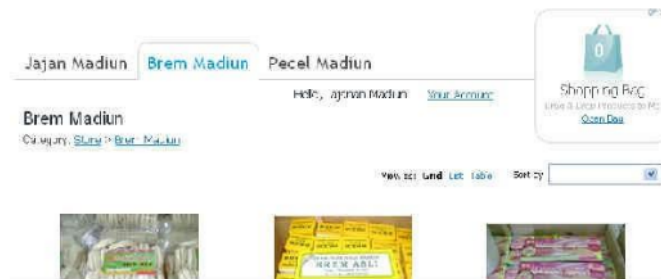 Jajan Madiun Brem Madiun Pecel Madiun
0
Shopping Bag
Open Bag
Hello, Jajanan Madiun Your Account
Brem Madiun
Category: Store > Brem Madiun
View as: Grid List Table Sort by
BREM ASLI